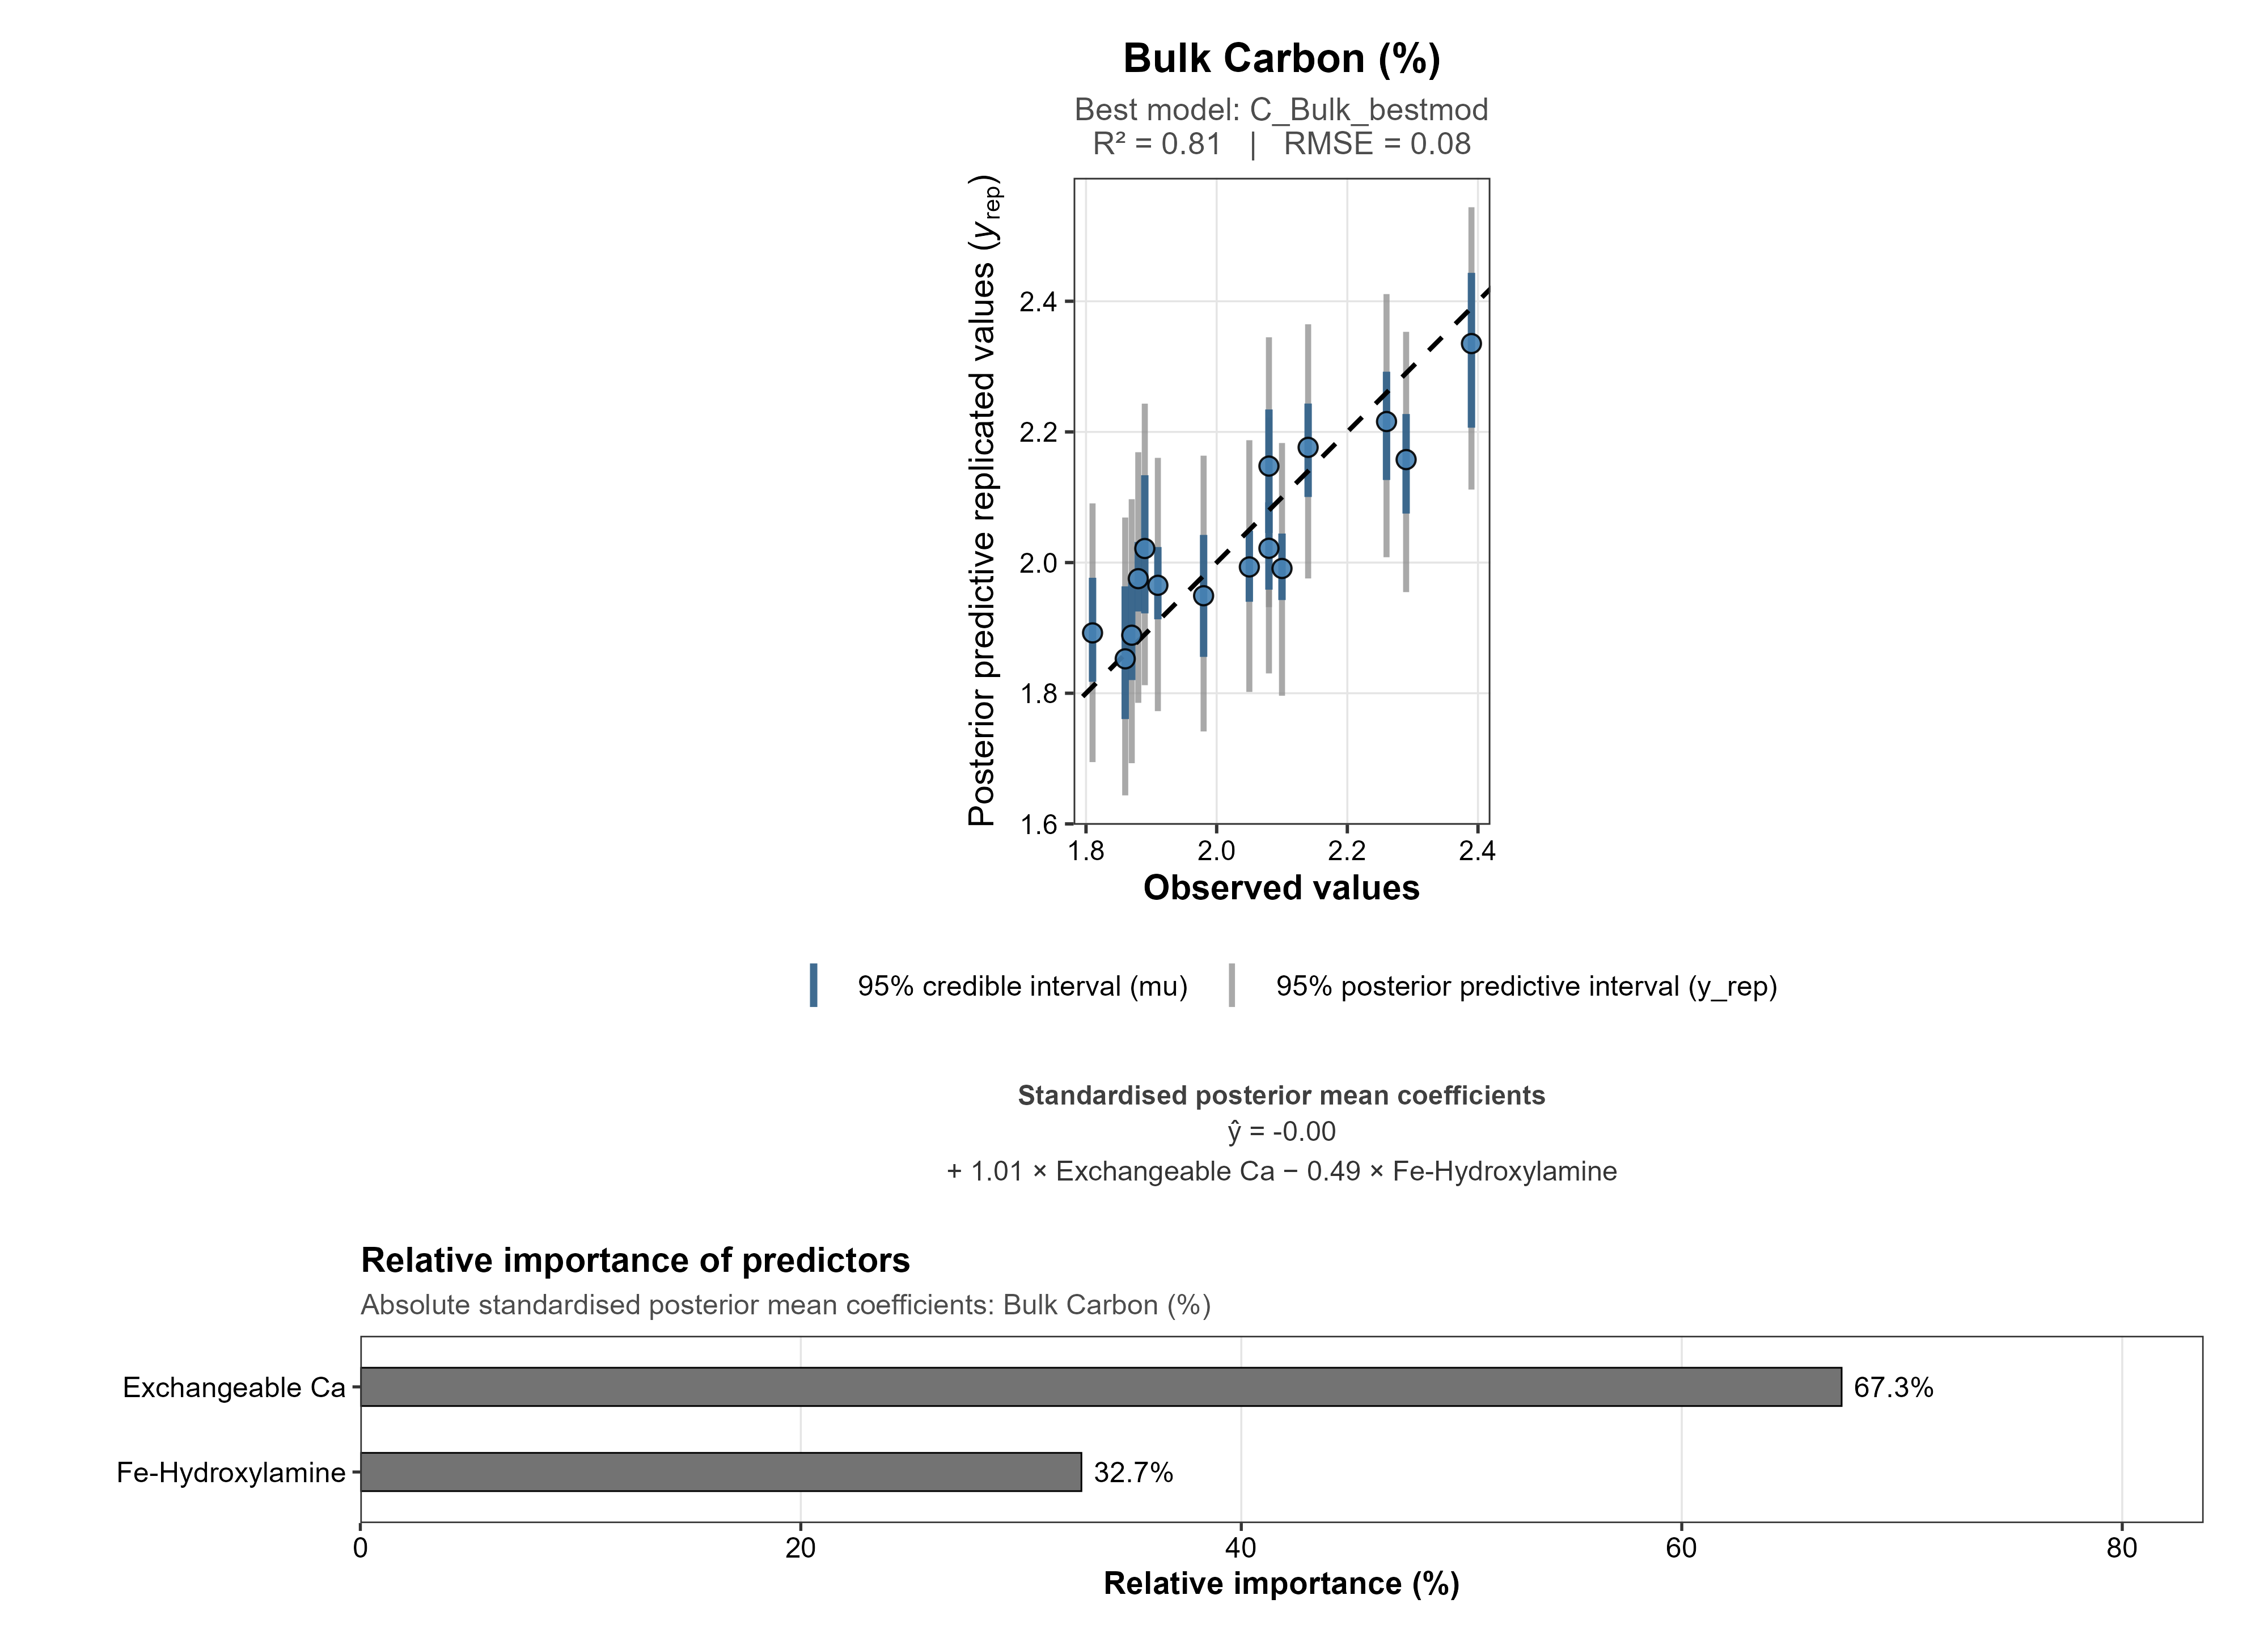 Bulk Carbon (%)
Best model: C_Bulk_bestmod
R² = 0.81 | RMSE = 0.08
Posterior predictive replicated values (y rep)
2.4
2.2
2.0
1.8
1.6
1.8 2.0 2.2 2.4
Observed values
95% credible interval (mu) 95% posterior predictive interval (y_rep)
Standardised posterior mean coefficients
ŷ = -0.00
+ 1.01 × Exchangeable Ca − 0.49 × Fe-Hydroxylamine
Relative importance of predictors
Absolute standardised posterior mean coefficients: Bulk Carbon (%)
Exchangeable Ca 67.3%
Fe-Hydroxylamine 32.7%
0 20 40 60 80
Relative importance (%)